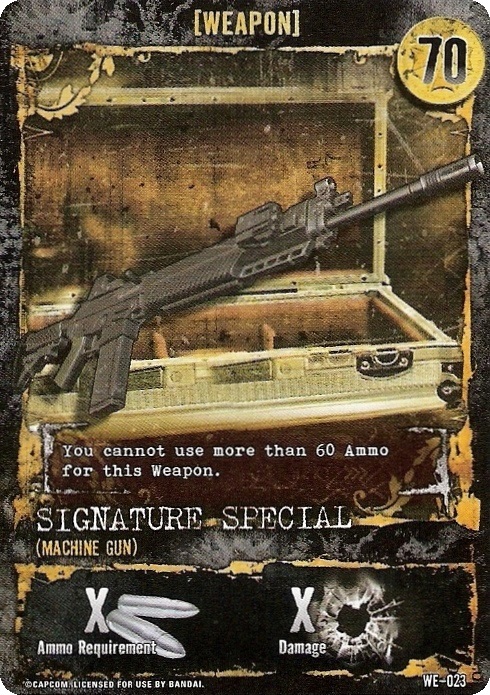 [WEAPON]
70
You cannot use more than 60 Ammo
for this Weapon.
SIGNATURE SPECIAL
(MACHINE GUN)
X
Ammo Requirement
X
Damage
©CAPCOM. LICENSED FOR USE BY BANDAI.
WE-023